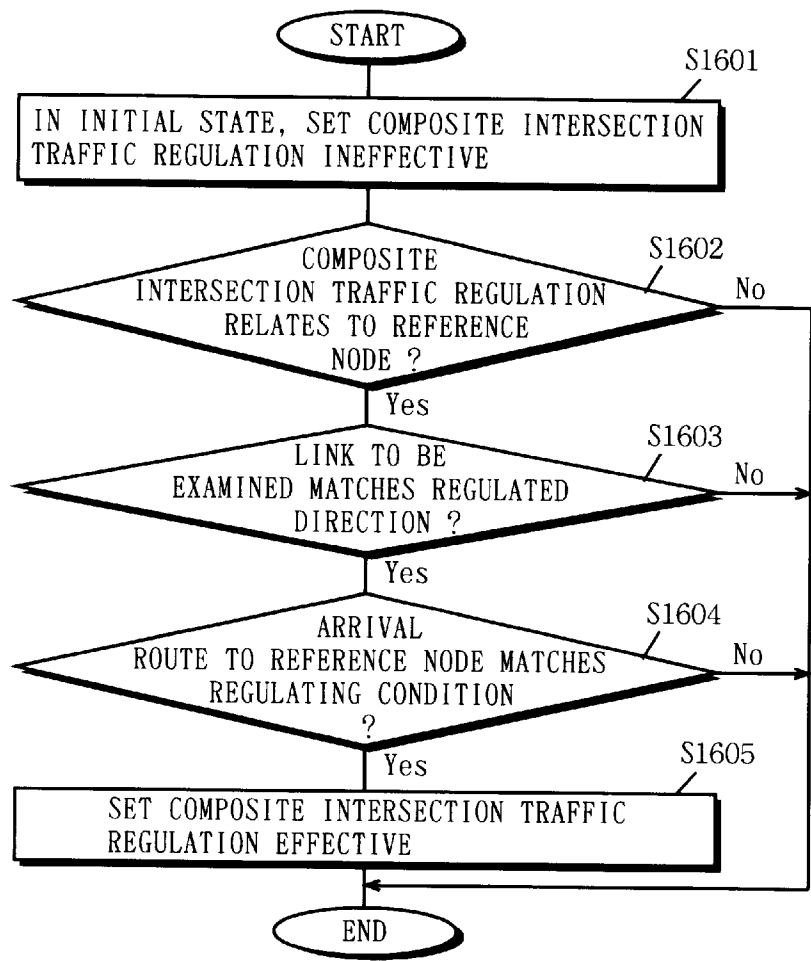 START
S1601
IN INITIAL STATE, SET COMPOSITE INTERSECTION
TRAFFIC REGULATION INEFFECTIVE
S1602
COMPOSITE
INTERSECTION TRAFFIC REGULATION
RELATES TO REFERENCE
NODE ?
No
Yes
S1603
LINK TO BE
EXAMINED MATCHES REGULATED
DIRECTION ?
No
Yes
S1604
ARRIVAL
ROUTE TO REFERENCE NODE MATCHES
REGULATING CONDITION
?
No
Yes
S1605
SET COMPOSITE INTERSECTION TRAFFIC
REGULATION EFFECTIVE
END